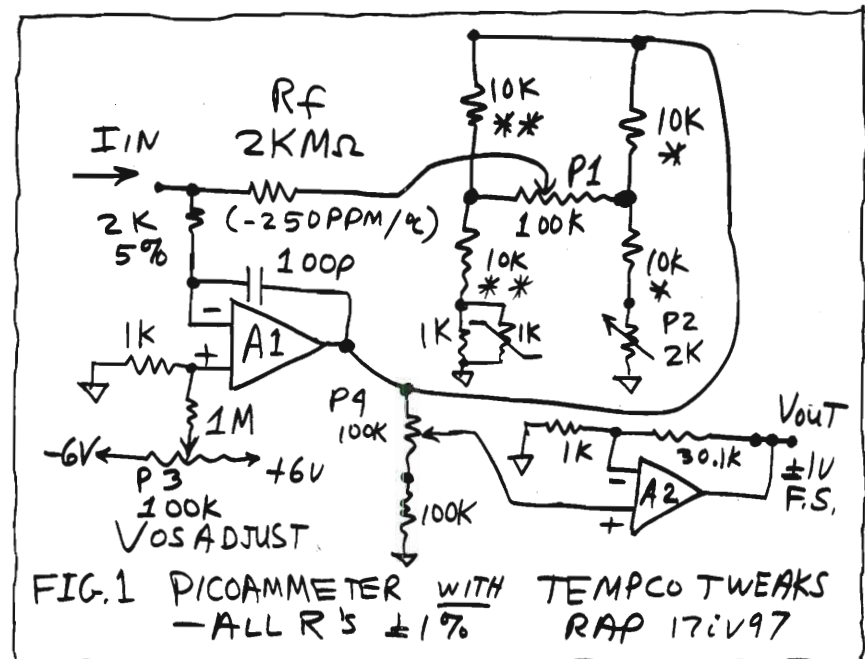 Rf
2KMΩ
IIN
2K
5%
(-250PPM/°C)
100p
-
+
A1
1K
1M
-6V
+6V
P3
100K
VOS ADJUST
10K
**
10K
*
P1
100K
10K
**
10K
*
1K
1K
P2
2K
P4
100K
100K
1K
30.1K
-
+
A2
VOUT
±1V
F.S.
FIG.1 PICOAMMETER WITH TEMPCO TWEAKS
-ALL R'S ±1% RAP 17iv97